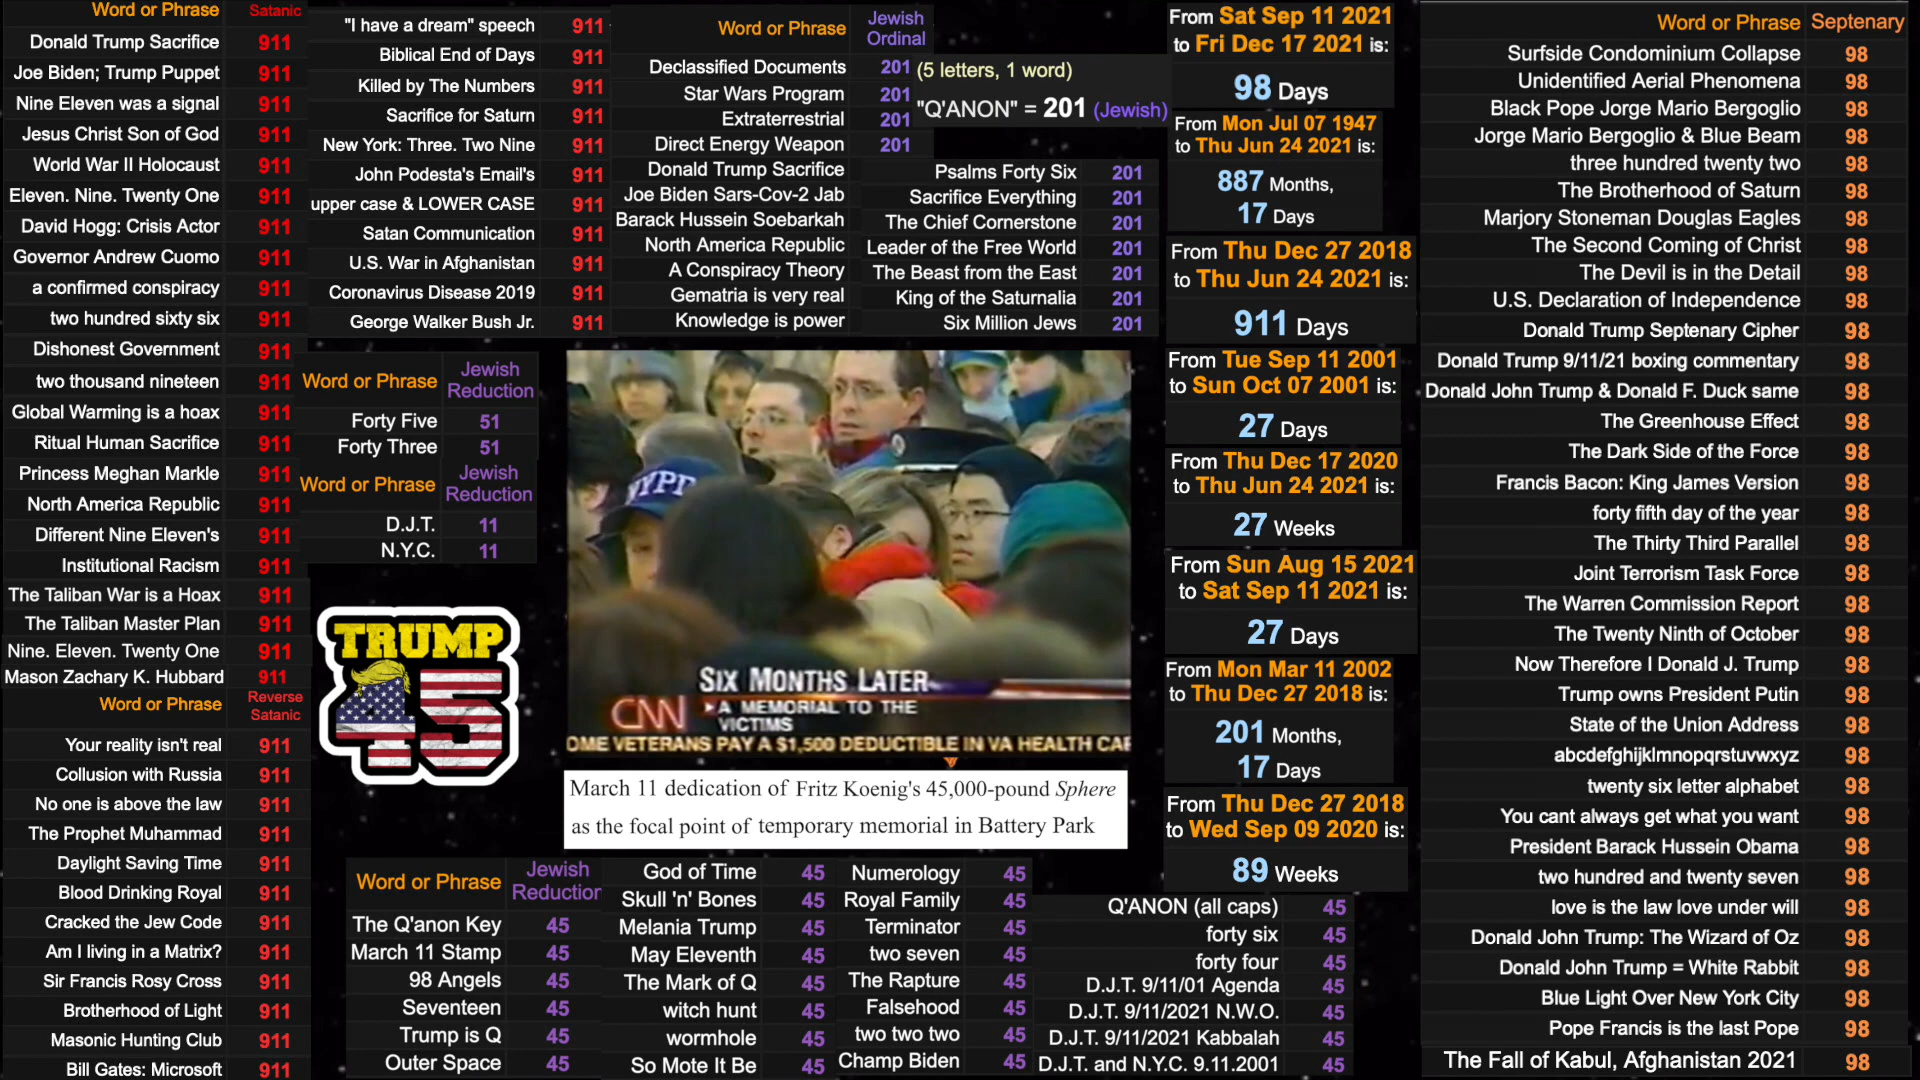 Word or Phrase Satanic
Donald Trump Sacrifice 911
Joe Biden; Trump Puppet 911
Nine Eleven was a signal 911
Jesus Christ Son of God 911
World War II Holocaust 911
Eleven. Nine. Twenty One 911
David Hogg: Crisis Actor 911
Governor Andrew Cuomo 911
a confirmed conspiracy 911
two hundred sixty six 911
Dishonest Government 911
two thousand nineteen 911
Global Warming is a hoax 911
Ritual Human Sacrifice 911
Princess Meghan Markle 911
North America Republic 911
Different Nine Eleven's 911
Institutional Racism 911
The Taliban War is a Hoax 911
The Taliban Master Plan 911
Nine. Eleven. Twenty One 911
Mason Zachary K. Hubbard 911
Word or Phrase Reverse Satanic
Your reality isn't real 911
Collusion with Russia 911
No one is above the law 911
The Prophet Muhammad 911
Daylight Saving Time 911
Blood Drinking Royal 911
Cracked the Jew Code 911
Am I living in a Matrix? 911
Sir Francis Rosy Cross 911
Brotherhood of Light 911
Masonic Hunting Club 911
Bill Gates: Microsoft 911
"I have a dream" speech 911
Biblical End of Days 911
Killed by The Numbers 911
Sacrifice for Saturn 911
New York: Three. Two Nine 911
John Podesta's Email's 911
upper case & LOWER CASE 911
Satan Communication 911
U.S. War in Afghanistan 911
Coronavirus Disease 2019 911
George Walker Bush Jr. 911
Word or Phrase Jewish Reduction
Forty Five 51
Forty Three 51
Word or Phrase Jewish Reduction
D.J.T. 11
N.Y.C. 11
TRUMP
45
Word or Phrase Jewish Ordinal
Declassified Documents 201
Star Wars Program 201
Extraterrestrial 201
Direct Energy Weapon 201
Donald Trump Sacrifice
Joe Biden Sars-Cov-2 Jab
Barack Hussein Soebarkah
North America Republic
A Conspiracy Theory
Gematria is very real
Knowledge is power
(5 letters, 1 word)
"Q'ANON" = 201 (Jewish)
Psalms Forty Six 201
Sacrifice Everything 201
The Chief Cornerstone 201
Leader of the Free World 201
The Beast from the East 201
King of the Saturnalia 201
Six Million Jews 201
NYPD
SIX MONTHS LATER
CNN
A MEMORIAL TO THE
VICTIMS
OME VETERANS PAY A $1,500 DEDUCTIBLE IN VA HEALTH CAR
March 11 dedication of Fritz Koenig's 45,000-pound Sphere
as the focal point of temporary memorial in Battery Park
Word or Phrase Jewish Reduction
The Q'anon Key 45
March 11 Stamp 45
98 Angels 45
Seventeen 45
Trump is Q 45
Outer Space 45
God of Time 45
Skull 'n' Bones 45
Melania Trump 45
May Eleventh 45
The Mark of Q 45
witch hunt 45
wormhole 45
So Mote It Be 45
Numerology 45
Royal Family 45
Terminator 45
two seven 45
The Rapture 45
Falsehood 45
two two two 45
Champ Biden 45
Q'ANON (all caps) 45
forty six 45
forty four 45
D.J.T. 9/11/01 Agenda 45
D.J.T. 9/11/2021 N.W.O. 45
D.J.T. 9/11/2021 Kabbalah 45
D.J.T. and N.Y.C. 9.11.2001 45
From Sat Sep 11 2021
to Fri Dec 17 2021 is:
98 Days
From Mon Jul 07 1947
to Thu Jun 24 2021 is:
887 Months,
17 Days
From Thu Dec 27 2018
to Thu Jun 24 2021 is:
911 Days
From Tue Sep 11 2001
to Sun Oct 07 2001 is:
27 Days
From Thu Dec 17 2020
to Thu Jun 24 2021 is:
27 Weeks
From Sun Aug 15 2021
to Sat Sep 11 2021 is:
27 Days
From Mon Mar 11 2002
to Thu Dec 27 2018 is:
201 Months,
17 Days
From Thu Dec 27 2018
to Wed Sep 09 2020 is:
89 Weeks
Word or Phrase Septenary
Surfside Condominium Collapse 98
Unidentified Aerial Phenomena 98
Black Pope Jorge Mario Bergoglio 98
Jorge Mario Bergoglio & Blue Beam 98
three hundred twenty two 98
The Brotherhood of Saturn 98
Marjory Stoneman Douglas Eagles 98
The Second Coming of Christ 98
The Devil is in the Detail 98
U.S. Declaration of Independence 98
Donald Trump Septenary Cipher 98
Donald Trump 9/11/21 boxing commentary 98
Donald John Trump & Donald F. Duck same 98
The Greenhouse Effect 98
The Dark Side of the Force 98
Francis Bacon: King James Version 98
forty fifth day of the year 98
The Thirty Third Parallel 98
Joint Terrorism Task Force 98
The Warren Commission Report 98
The Twenty Ninth of October 98
Now Therefore I Donald J. Trump 98
Trump owns President Putin 98
State of the Union Address 98
abcdefghijklmnopqrstuvwxyz 98
twenty six letter alphabet 98
You cant always get what you want 98
President Barack Hussein Obama 98
two hundred and twenty seven 98
love is the law love under will 98
Donald John Trump: The Wizard of Oz 98
Donald John Trump = White Rabbit 98
Blue Light Over New York City 98
Pope Francis is the last Pope 98
The Fall of Kabul, Afghanistan 2021 98